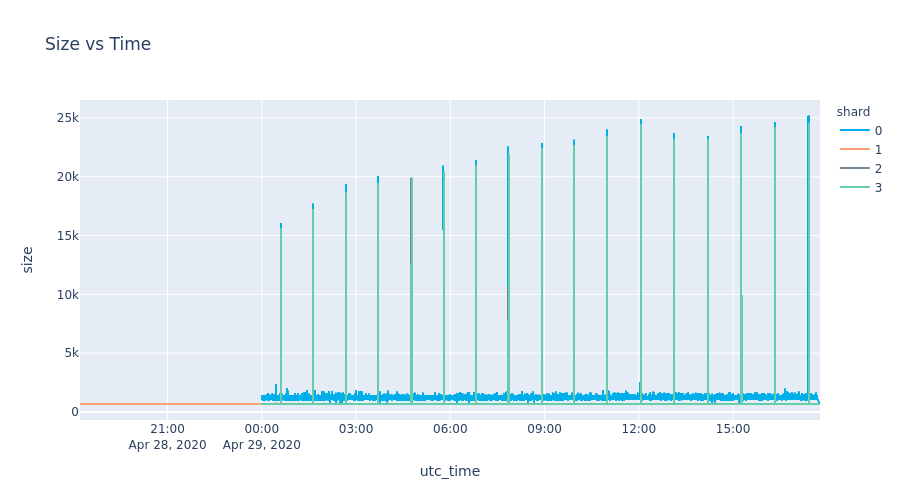 Size vs Time
shard
0
1
2
3
25k
20k
15k
10k
5k
0
size
21:00
Apr 28, 2020
00:00
Apr 29, 2020
03:00
06:00
09:00
12:00
15:00
utc_time